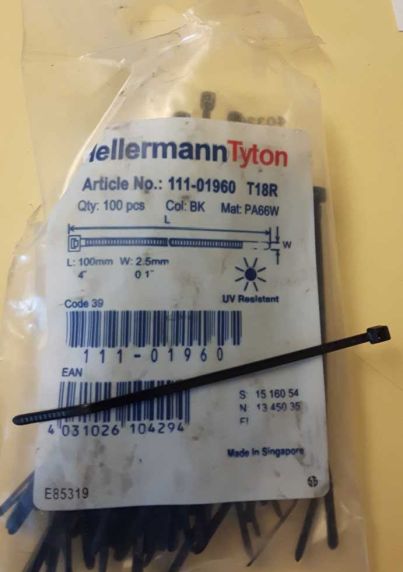 HellermannTyton
Article No.: 111-01960 T18R
Qty: 100 pcs Col: BK Mat: PA66W
L
W
L: 100mm W: 2.5mm
4" 0.1"
UV Resistant
Code 39
111-01960
EAN
S: 15 160 54
N: 13 450 35
FI
4 031026 104294
Made in Singapore
E85319